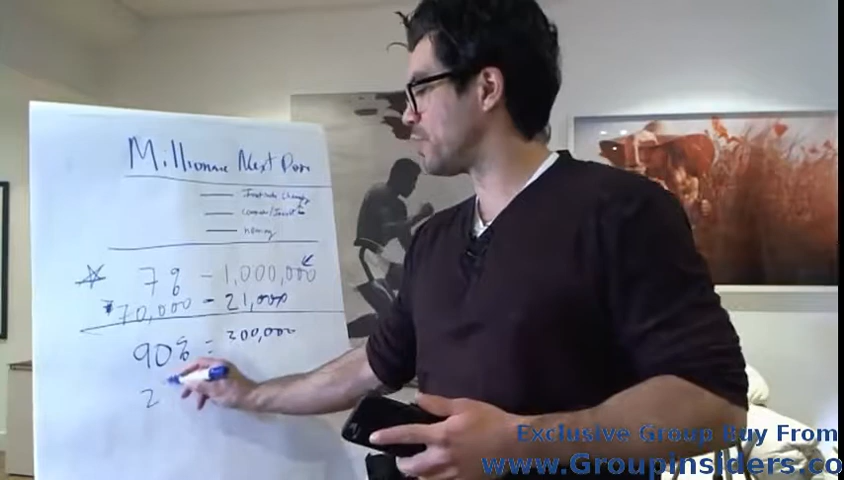 Millionaire Next Door
7% - 1,000,000
70,000 - 21,000
90% = 200,000
2
Exclusive Group Buy From
www.Groupinsiders.co